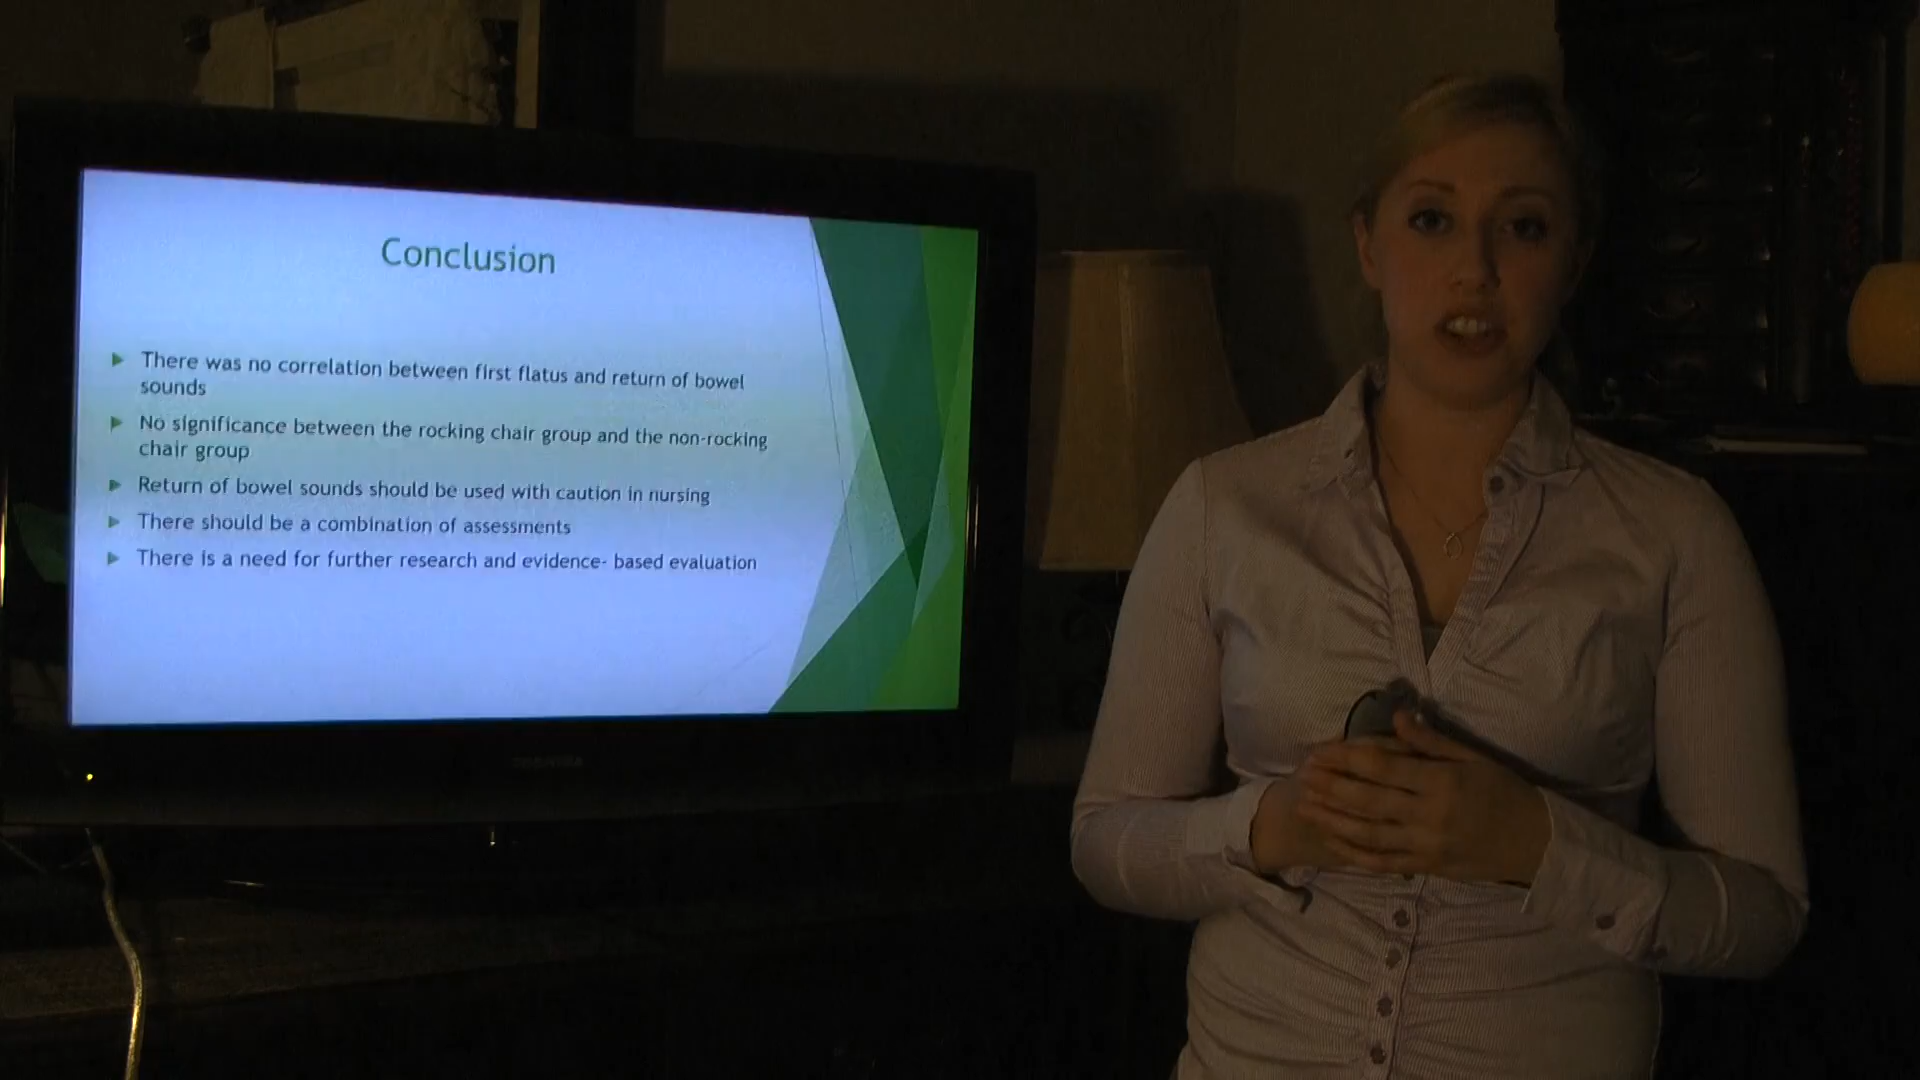 Conclusion
There was no correlation between first flatus and return of bowel
sounds
No significance between the rocking chair group and the non-rocking
chair group
Return of bowel sounds should be used with caution in nursing
There should be a combination of assessments
There is a need for further research and evidence- based evaluation
TOSHIBA